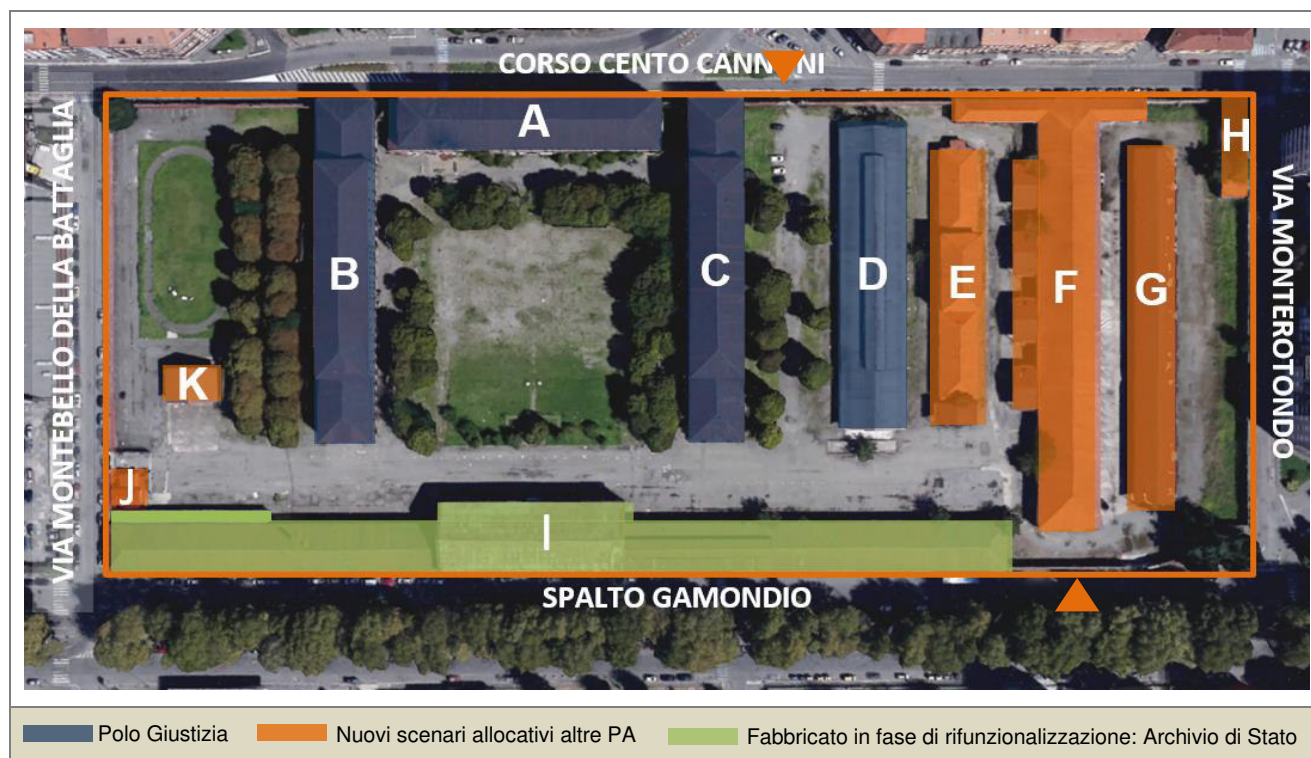 CORSO CENTO CANNONI
VIA MONTEBELLO DELLA BATTAGLIA
VIA MONTEROTONDO
A
H
B
C
D
E
F
G
K
J
I
SPALTO GAMONDIO
Polo Giustizia
Nuovi scenari allocativi altre PA
Fabbricato in fase di rifunzionalizzazione: Archivio di Stato